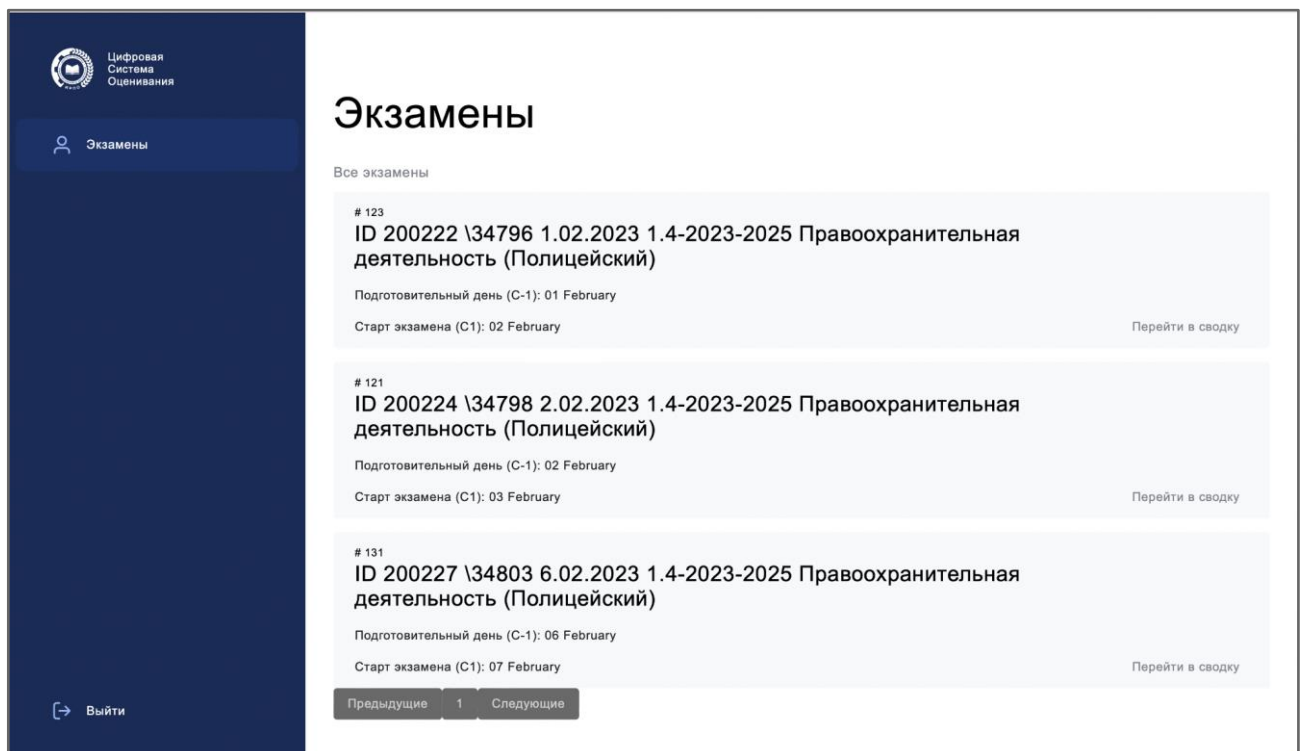 Цифровая
Система
Оценивания
Экзамены
Выйти
Экзамены
Все экзамены
# 123
ID 200222 \34796 1.02.2023 1.4-2023-2025 Правоохранительная
деятельность (Полицейский)
Подготовительный день (С-1): 01 February
Старт экзамена (С1): 02 February
Перейти в сводку
# 121
ID 200224 \34798 2.02.2023 1.4-2023-2025 Правоохранительная
деятельность (Полицейский)
Подготовительный день (С-1): 02 February
Старт экзамена (С1): 03 February
Перейти в сводку
# 131
ID 200227 \34803 6.02.2023 1.4-2023-2025 Правоохранительная
деятельность (Полицейский)
Подготовительный день (С-1): 06 February
Старт экзамена (С1): 07 February
Перейти в сводку
Предыдущие 1 Следующие